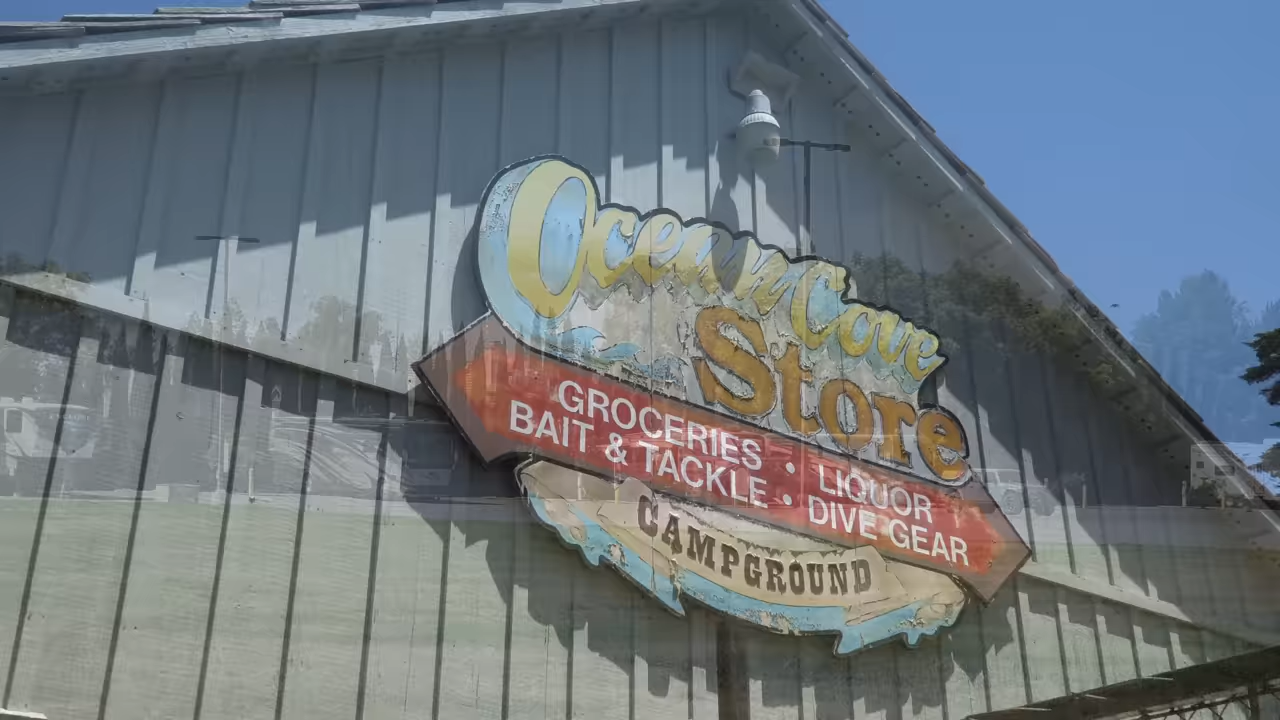 Ocean Cove
Store
GROCERIES • LIQUOR
BAIT & TACKLE • DIVE GEAR
CAMPGROUND